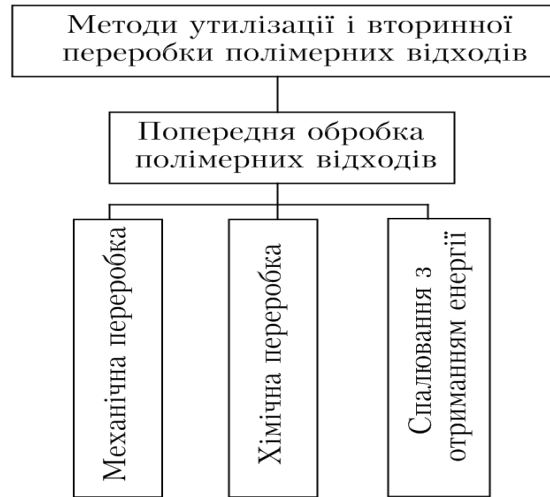 Методи утилізації і вторинної
переробки полімерних відходів
Попередня обробка
полімерних відходів
Механічна переробка
Хімічна переробка
Спалювання з
отриманням енергії